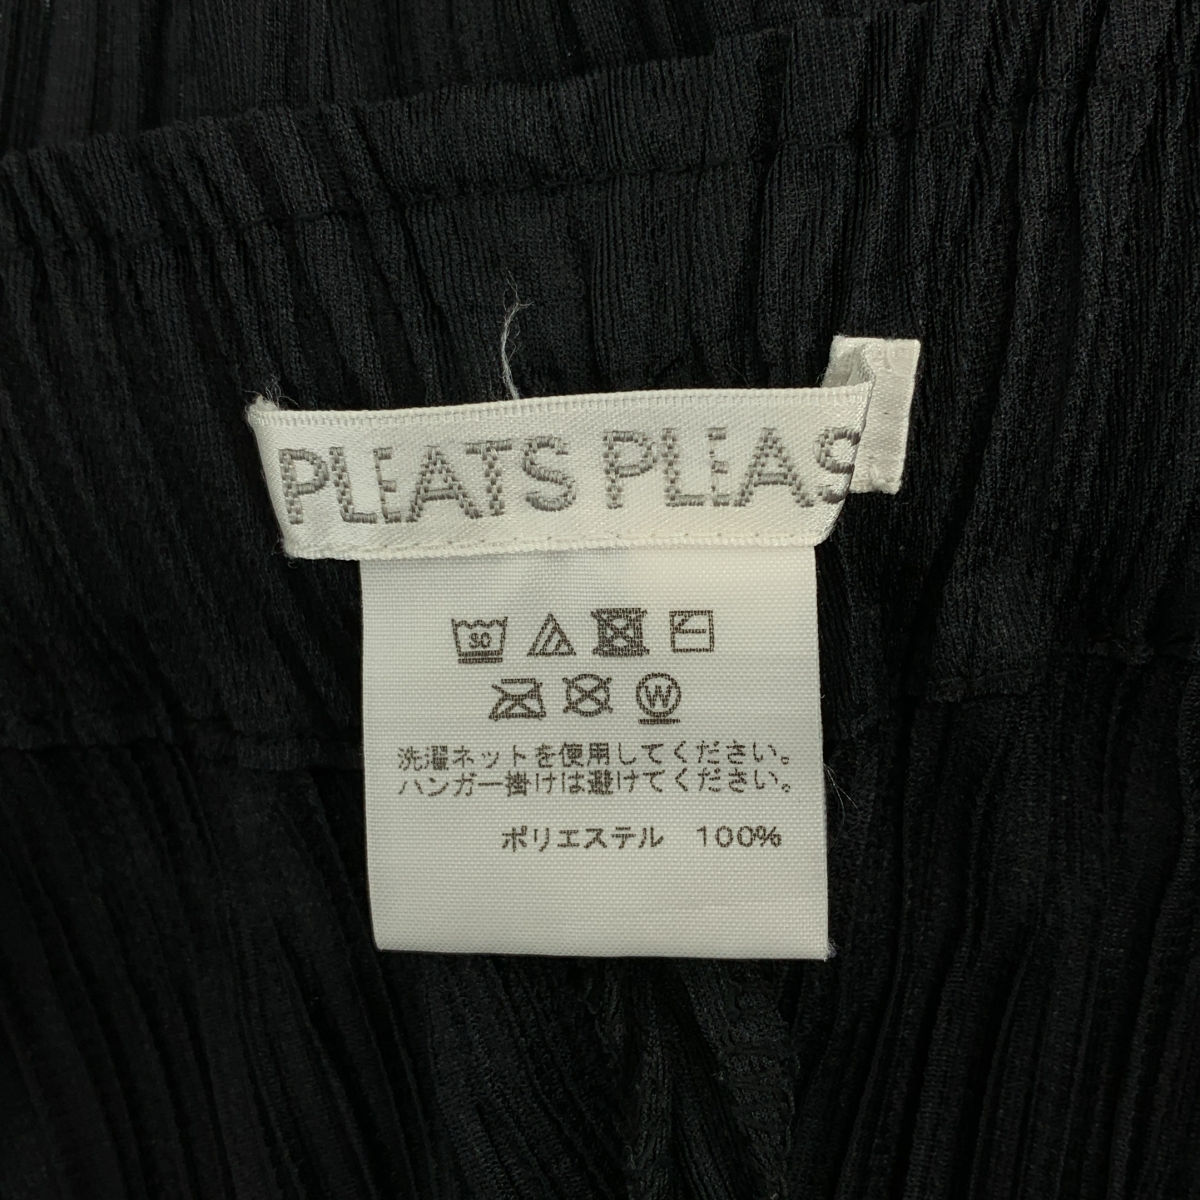 PLEATS PLEAS
30
W
洗濯ネットを使用してください。
ハンガー掛けは避けてください。
ポリエステル 100%